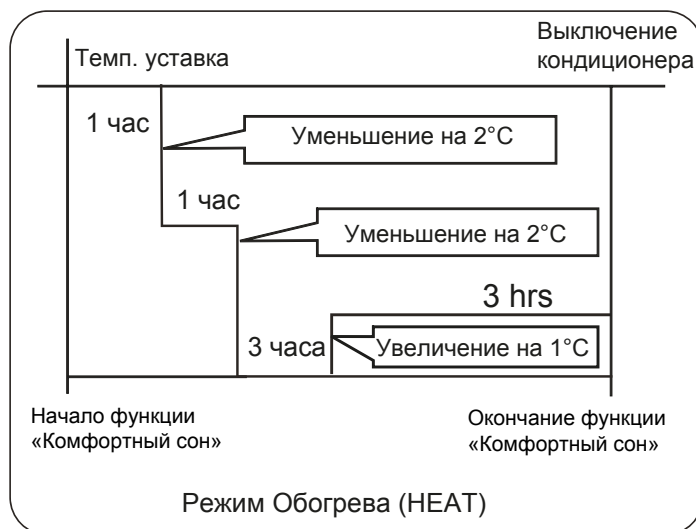 Выключение
Темп. уставка
кондиционера
1 час
Уменьшение на 2°C
1 час
Уменьшение на 2°C
3 hrs
3 часа
Увеличение на 1°C
Начало функции
«Комфортный сон»
Окончание функции
«Комфортный сон»
Режим Обогрева (HEAT)